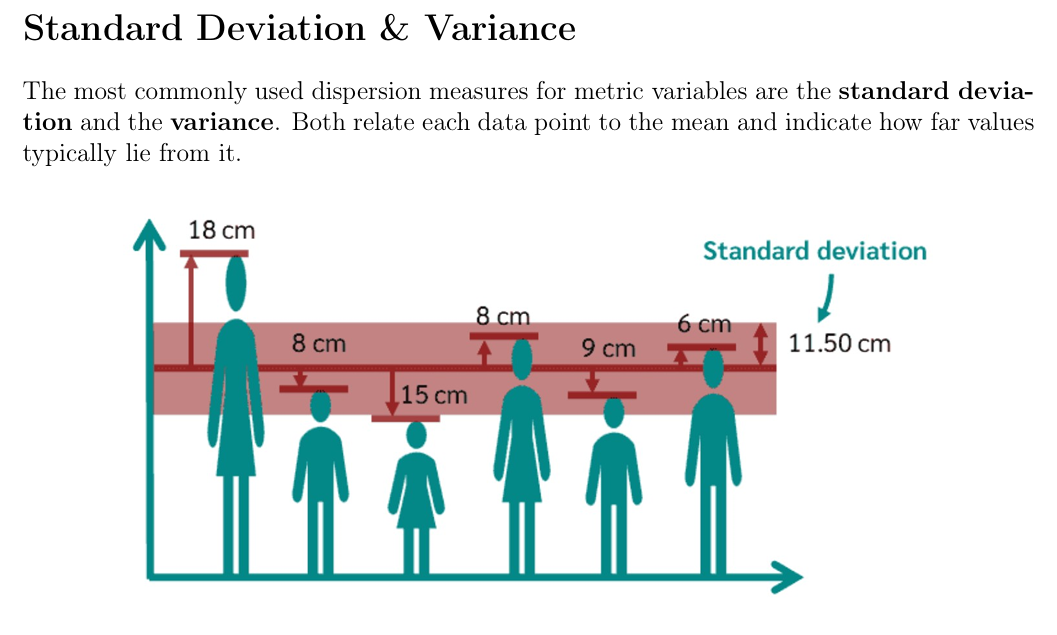 Standard Deviation & Variance
The most commonly used dispersion measures for metric variables are the standard devia-
tion and the variance. Both relate each data point to the mean and indicate how far values
typically lie from it.
18 cm
Standard deviation
8 cm
6 cm
8 cm
9 cm
11.50 cm
15 cm